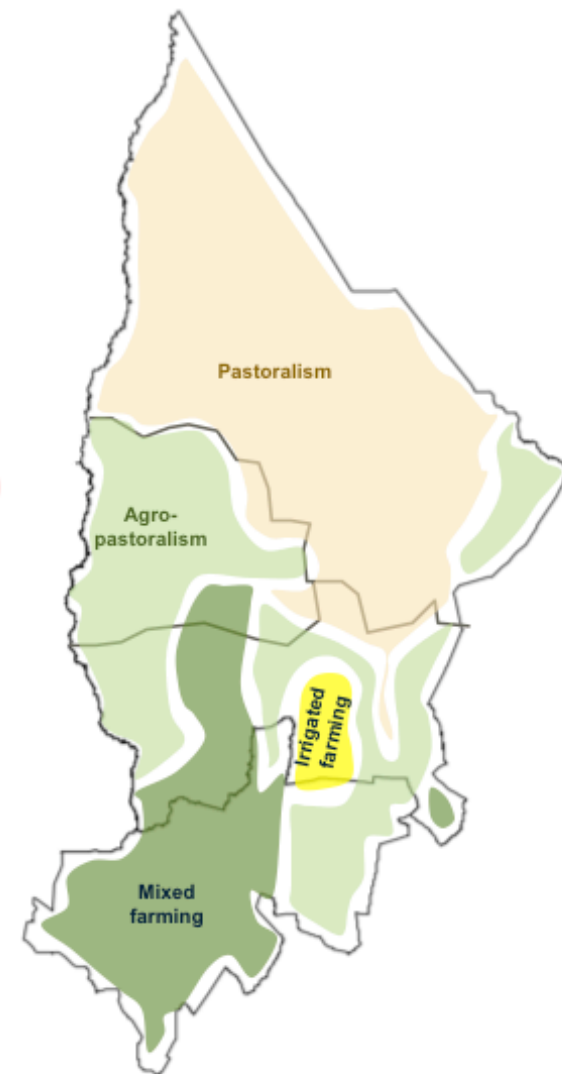 Pastoralism
Agro-
pastoralism
Irrigated
farming
Mixed
farming